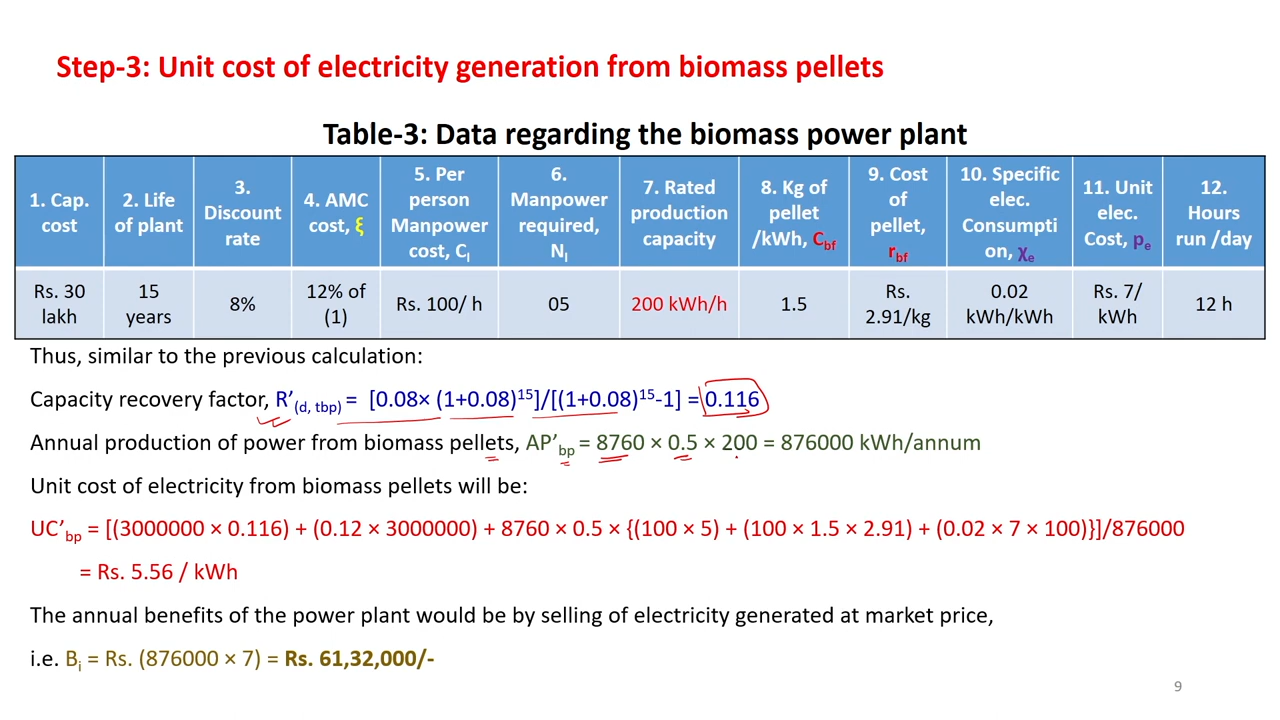 Step-3: Unit cost of electricity generation from biomass pellets
Table-3: Data regarding the biomass power plant
1. Cap. cost
2. Life of plant
3. Discount rate
4. AMC cost, ξ
5. Per person Manpower cost, Cl
6. Manpower required, Nl
7. Rated production capacity
8. Kg of pellet /kWh, Cbf
9. Cost of pellet, rbf
10. Specific elec. Consumpti on, χe
11. Unit elec. Cost, pe
12. Hours run /day
Rs. 30 lakh
15 years
8%
12% of (1)
Rs. 100/ h
05
200 kWh/h
1.5
Rs. 2.91/kg
0.02 kWh/kWh
Rs. 7/ kWh
12 h
Thus, similar to the previous calculation:
Capacity recovery factor, R’(d, tbp) = [0.08× (1+0.08)15]/[(1+0.08)15-1] = 0.116
Annual production of power from biomass pellets, AP’bp = 8760 × 0.5 × 200 = 876000 kWh/annum
Unit cost of electricity from biomass pellets will be:
UC’bp = [(3000000 × 0.116) + (0.12 × 3000000) + 8760 × 0.5 × {(100 × 5) + (100 × 1.5 × 2.91) + (0.02 × 7 × 100)}]/876000
= Rs. 5.56 / kWh
The annual benefits of the power plant would be by selling of electricity generated at market price,
i.e. Bi = Rs. (876000 × 7) = Rs. 61,32,000/-
9